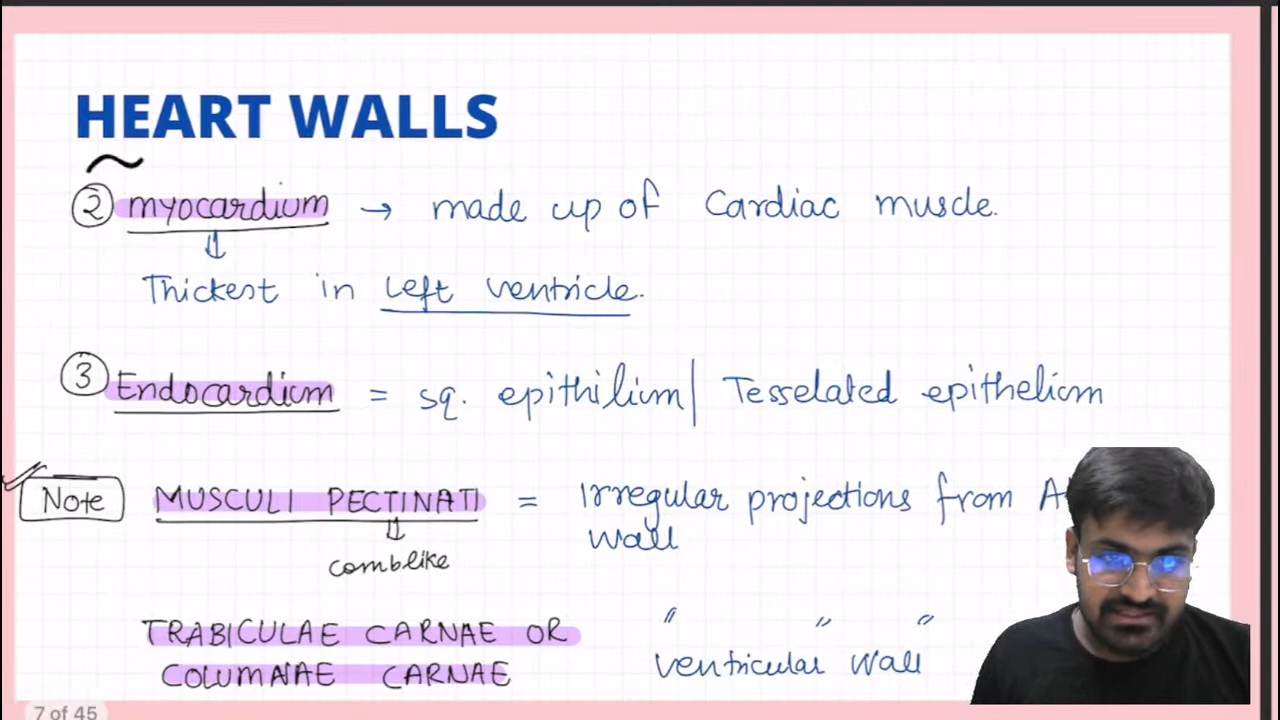 HEART WALLS
② myocardium → made up of Cardiac muscle.
Thickest in Left ventricle.
③ Endocardium = sq. epithilium| Tesselated epithelium
Note MUSCULI PECTINATI = irregular projections from
wall
comblike
TRABICULAE CARNAE OR " " "
COLUMNAE CARNAE ventricular wall
7 of 45